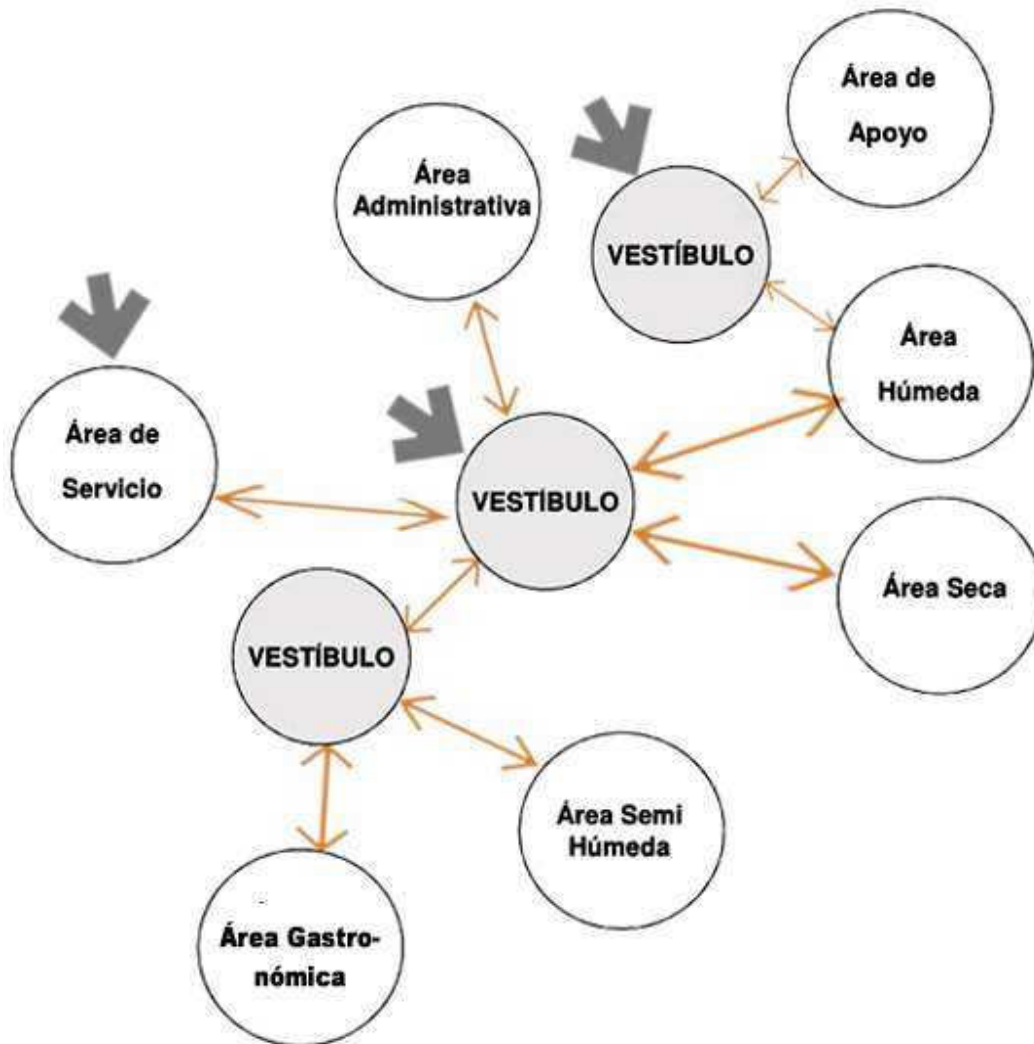 Área de
Apoyo
Área
Administrativa
VESTÍBULO
Área
Húmeda
Área de
Servicio
VESTÍBULO
Área Seca
VESTÍBULO
Área Semi
Húmeda
Área Gastro-
nómica